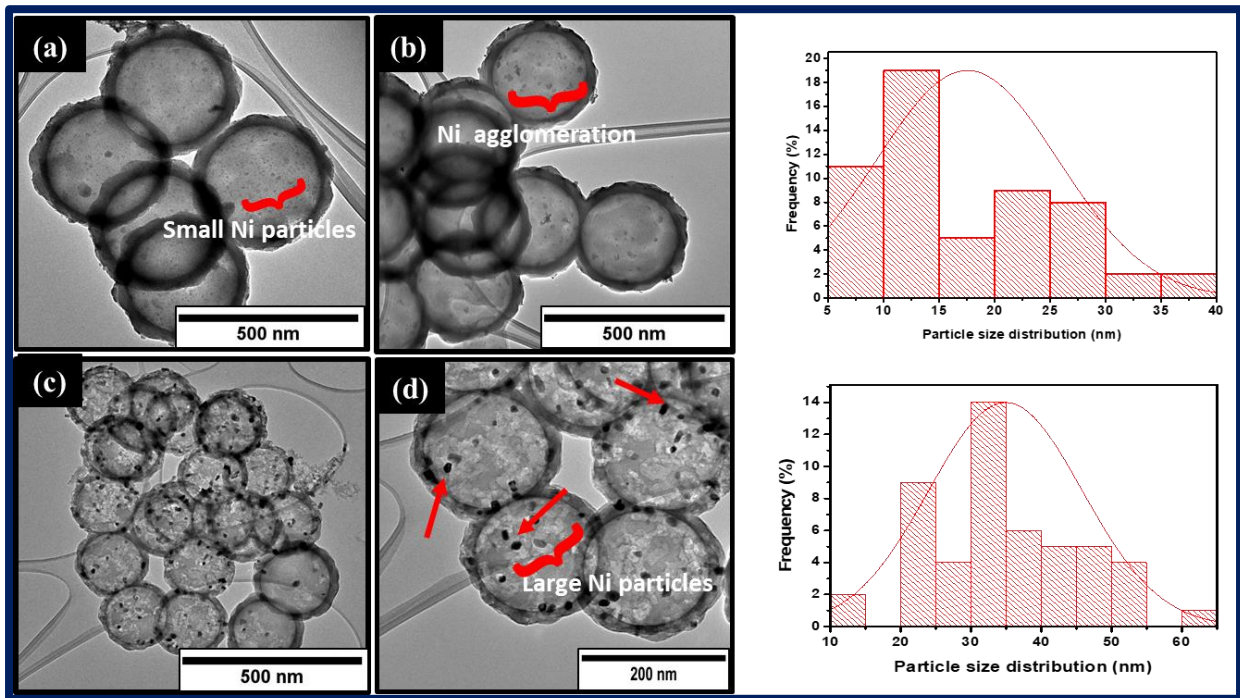 (a)
Small Ni particles
500 nm
(b)
Ni agglomeration
500 nm
20
18
16
14
12
10
8
6
4
2
0
Frequency (%)
5 10 15 20 25 30 35 40
Particle size distribution (nm)
(c)
500 nm
(d)
Large Ni particles
200 nm
14
12
10
8
6
4
2
0
Frequency (%)
10 20 30 40 50 60
Particle size distribution (nm)